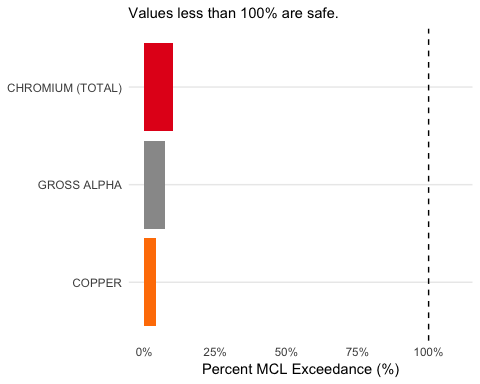 Values less than 100% are safe.
CHROMIUM (TOTAL)
GROSS ALPHA
COPPER
0% 25% 50% 75% 100%
Percent MCL Exceedance (%)